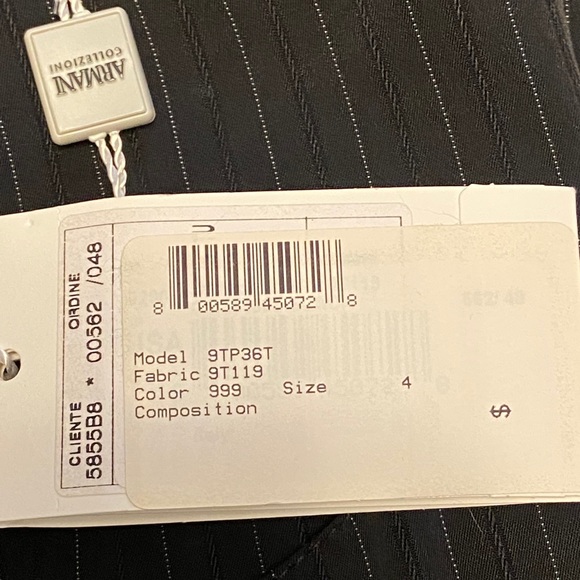 ARMANI
COLLEZIONI
CLIENTE ORDINE
5855B8 * 00562 /048
8 00589 45072 8
Model 9TP36T
Fabric 9T119
Color 999 Size 4
Composition
$